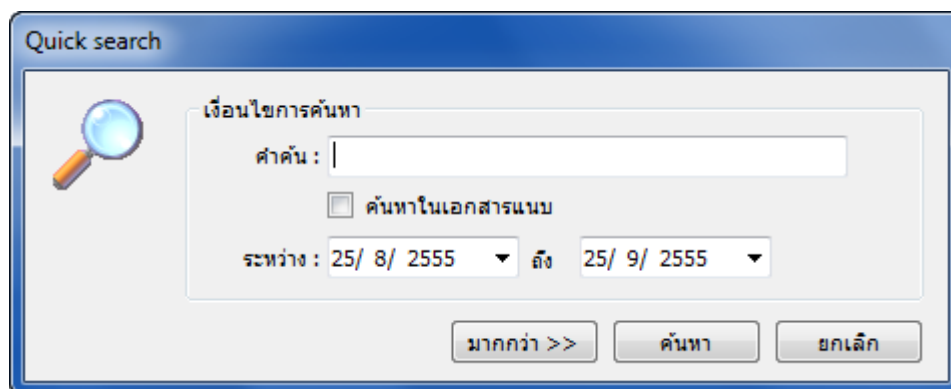 Quick search
เงื่อนไขการค้นหา
คำค้น :
ค้นหาในเอกสารแนบ
ระหว่าง : 25/ 8/ 2555 ถึง 25/ 9/ 2555
มากกว่า >> ค้นหา ยกเลิก